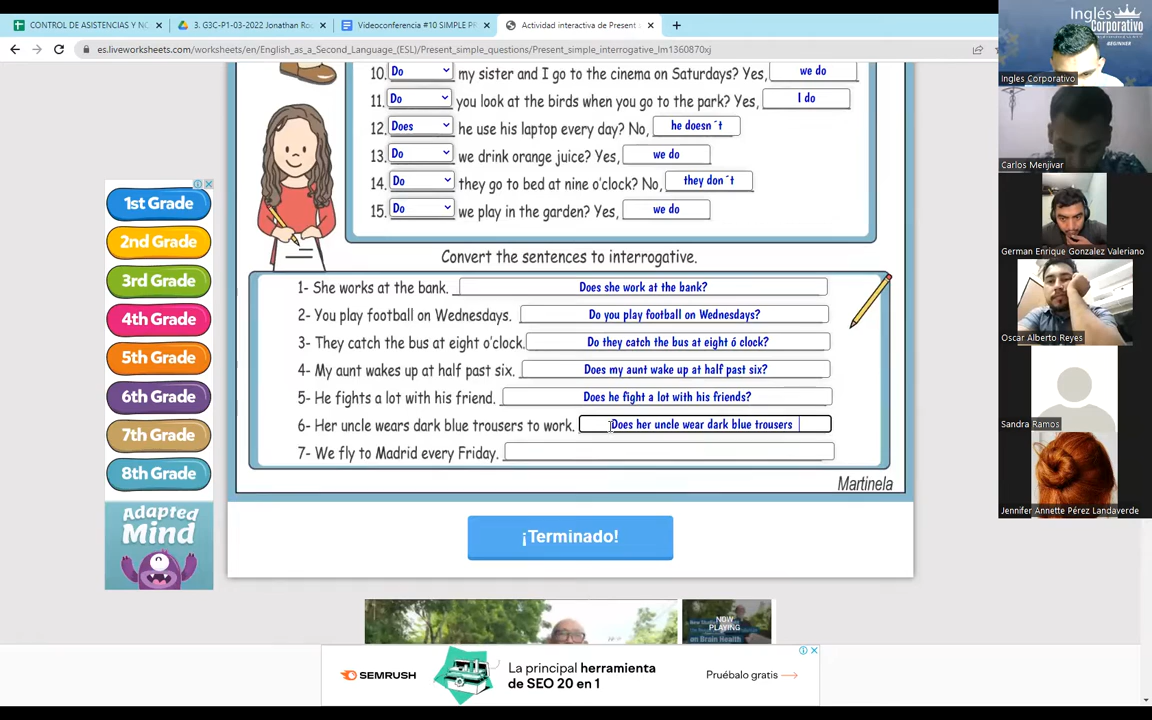 CONTROL DE ASISTENCIAS Y NO
3. G3C-P1-03-2022 Jonathan Ro
Videoconferencia #10 SIMPLE PR
Actividad interactiva de Present s
es.liveworksheets.com/worksheets/en/English_as_a_Second_Language_(ESL)/Present_simple_questions/Present_simple_interrogative_lm1360870xj
10. Do my sister and I go to the cinema on Saturdays? Yes, we do
11. Do you look at the birds when you go to the park? Yes, I do
12. Does he use his laptop every day? No, he doesn´t
13. Do we drink orange juice? Yes, we do
14. Do they go to bed at nine o'clock? No, they don´t
15. Do we play in the garden? Yes, we do
Convert the sentences to interrogative.
1- She works at the bank. Does she work at the bank?
2- You play football on Wednesdays. Do you play football on Wednesdays?
3- They catch the bus at eight o'clock. Do they catch the bus at eight ó clock?
4- My aunt wakes up at half past six. Does my aunt wake up at half past six?
5- He fights a lot with his friend. Does he fight a lot with his friends?
6- Her uncle wears dark blue trousers to work. Does her uncle wear dark blue trousers
7- We fly to Madrid every Friday.
Martinela
¡Terminado!
1st Grade
2nd Grade
3rd Grade
4th Grade
5th Grade
6th Grade
7th Grade
8th Grade
Adapted
Mind
NOW
PLAYING
SEMRUSH
La principal herramienta
de SEO 20 en 1
Pruébalo gratis
Inglés
Corporativo
BEGINNER
Ingles Corporativo
Carlos Menjivar
German Enrique Gonzalez Valeriano
Oscar Alberto Reyes
Sandra Ramos
Jennifer Annette Pérez Landaverde